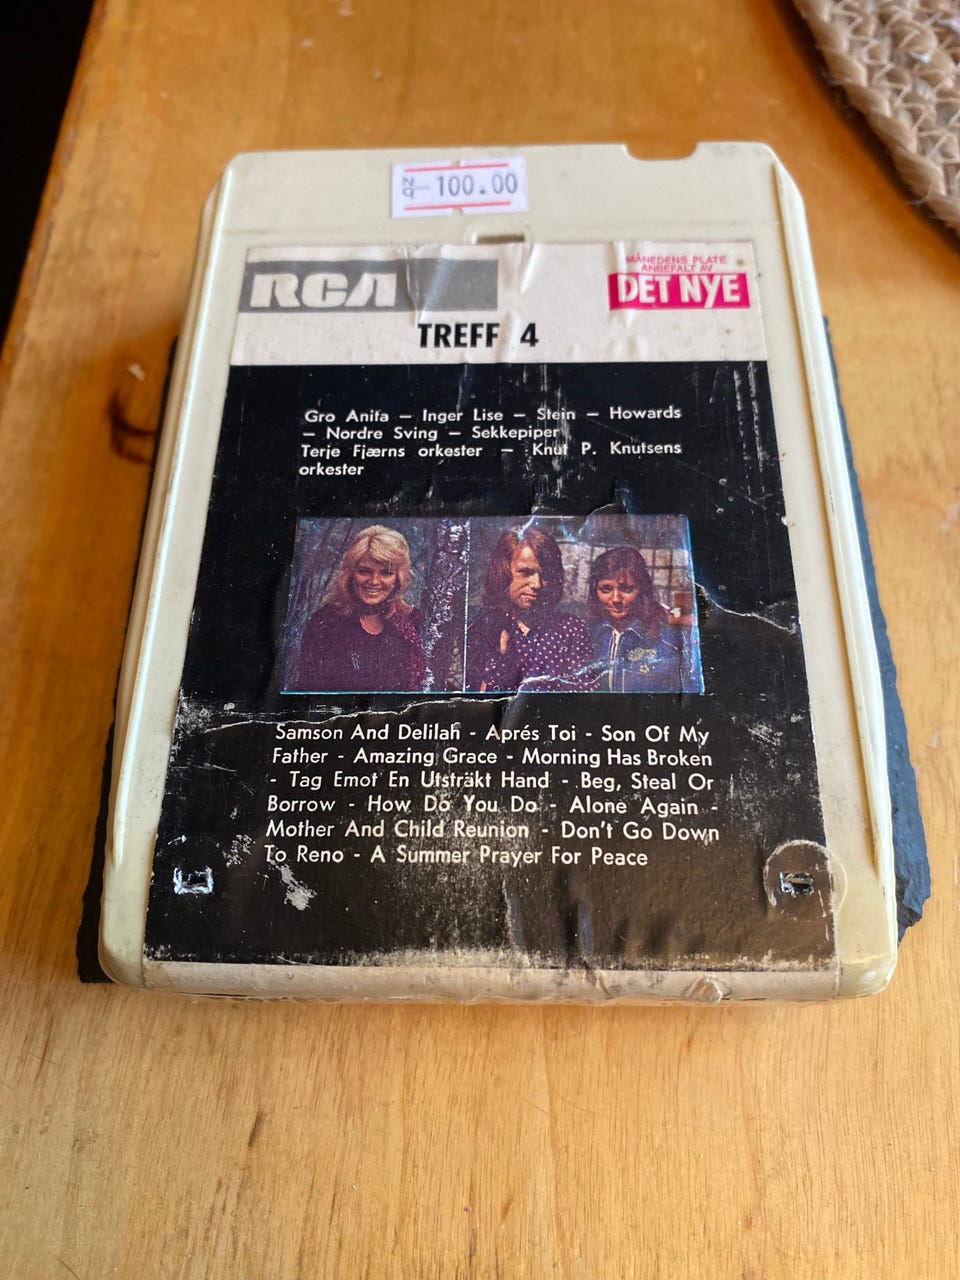 100.00
RCA
MÅNEDENS PLATE
ANBEFALT AV
DET NYE
TREFF 4
Gro Anita – Inger Lise – Stein – Howards
– Nordre Sving – Sekkepiper
Terje Fjærns orkester – Knut P. Knutsens
orkester
Samson And Delilah - Aprés Toi - Son Of My
Father - Amazing Grace - Morning Has Broken
- Tag Emot En Utsträkt Hand - Beg, Steal Or
Borrow - How Do You Do - Alone Again -
Mother And Child Reunion - Don't Go Down
To Reno - A Summer Prayer For Peace